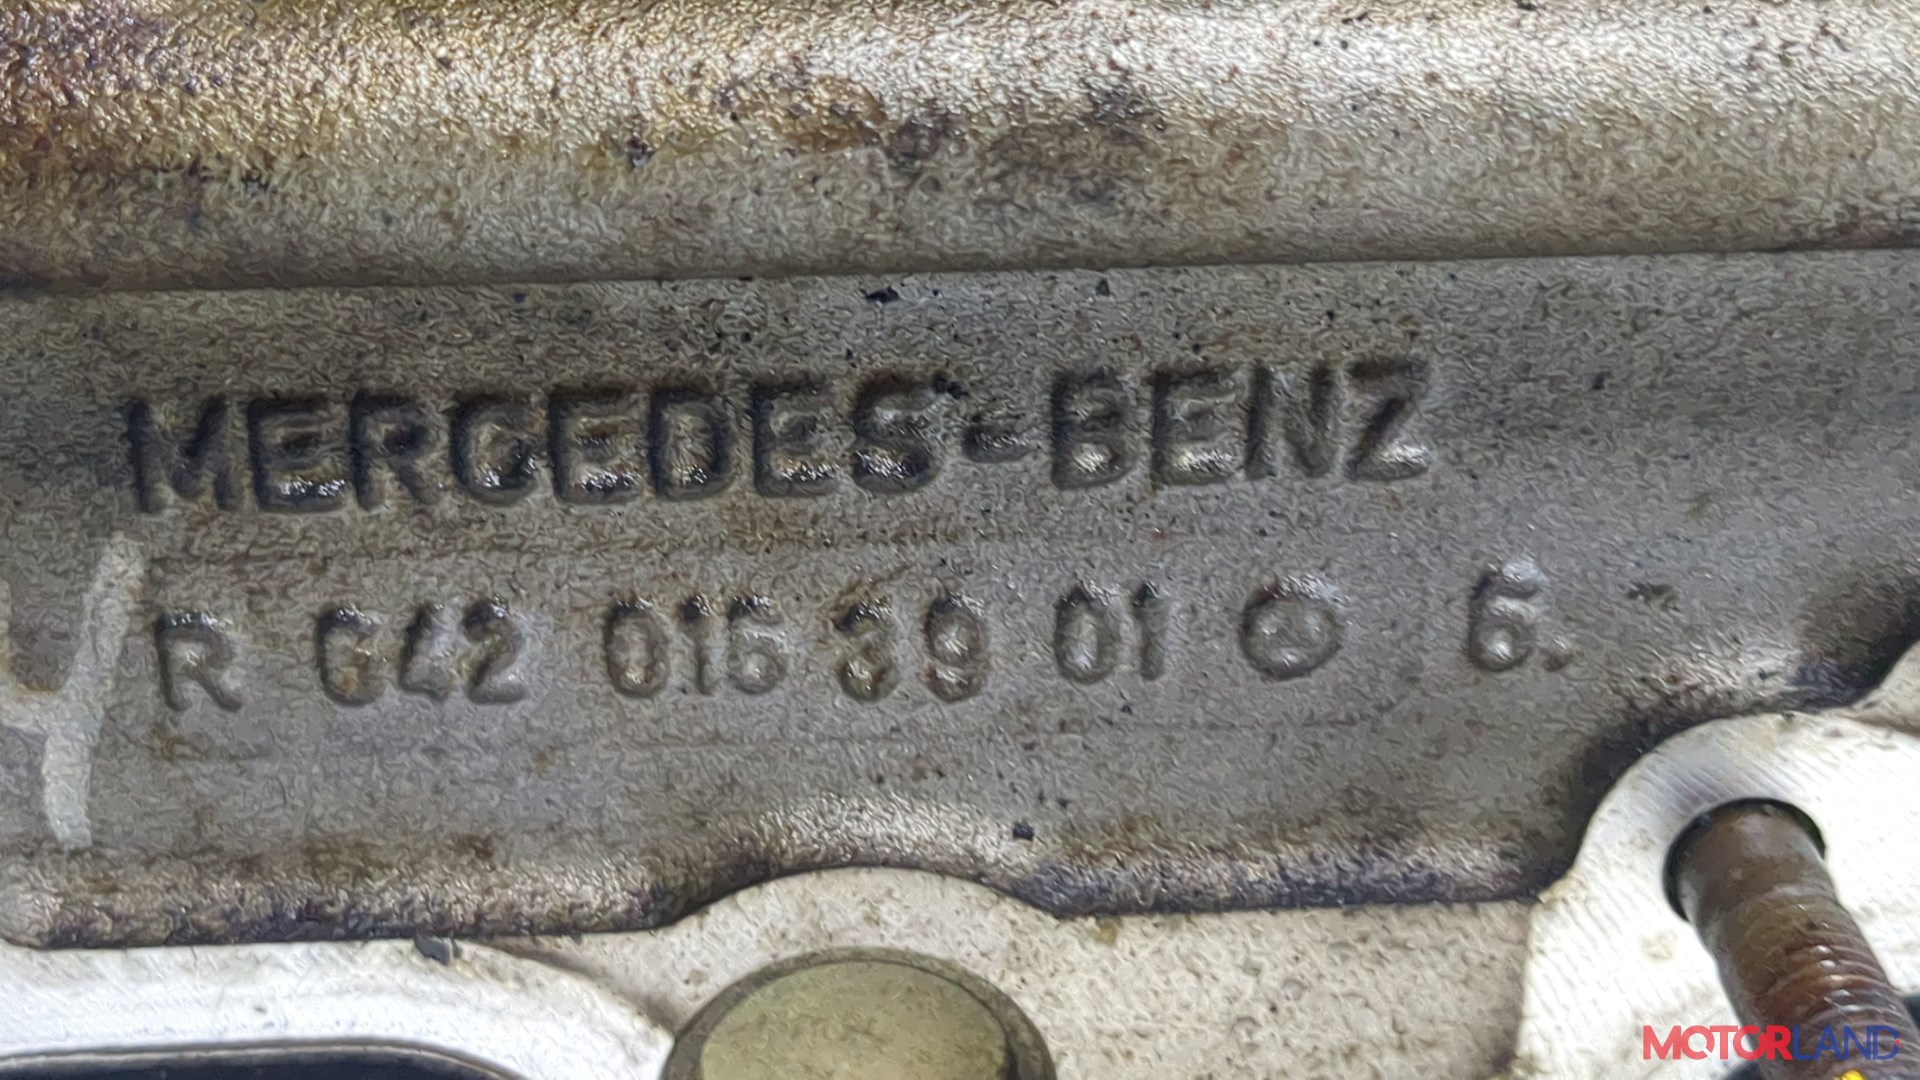 MERCEDES-BENZ
R 642 016 39 01 6.
MOTORLAND